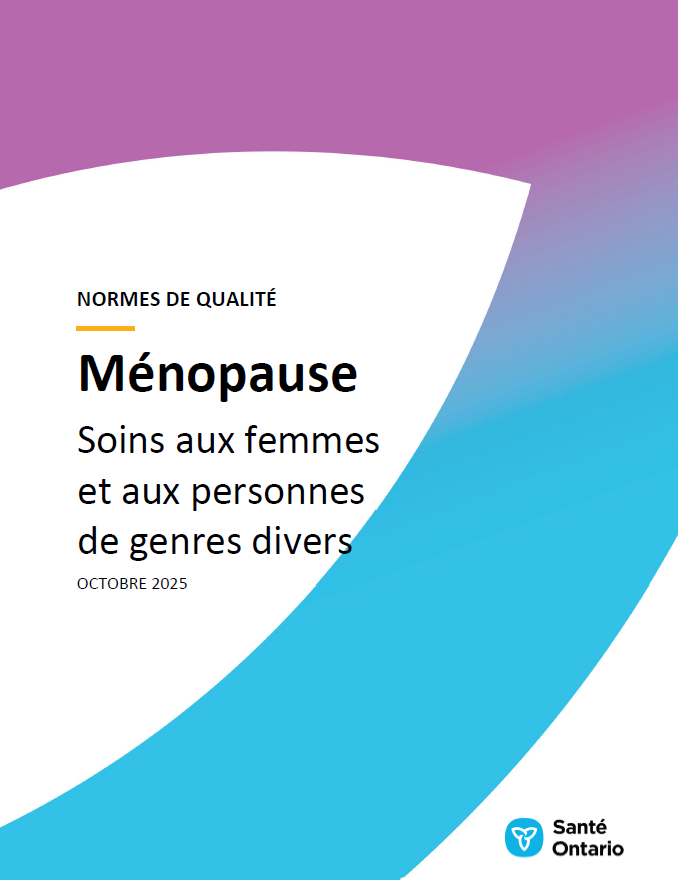 NORMES DE QUALITÉ
Ménopause
Soins aux femmes
et aux personnes
de genres divers
OCTOBRE 2025
Santé
Ontario